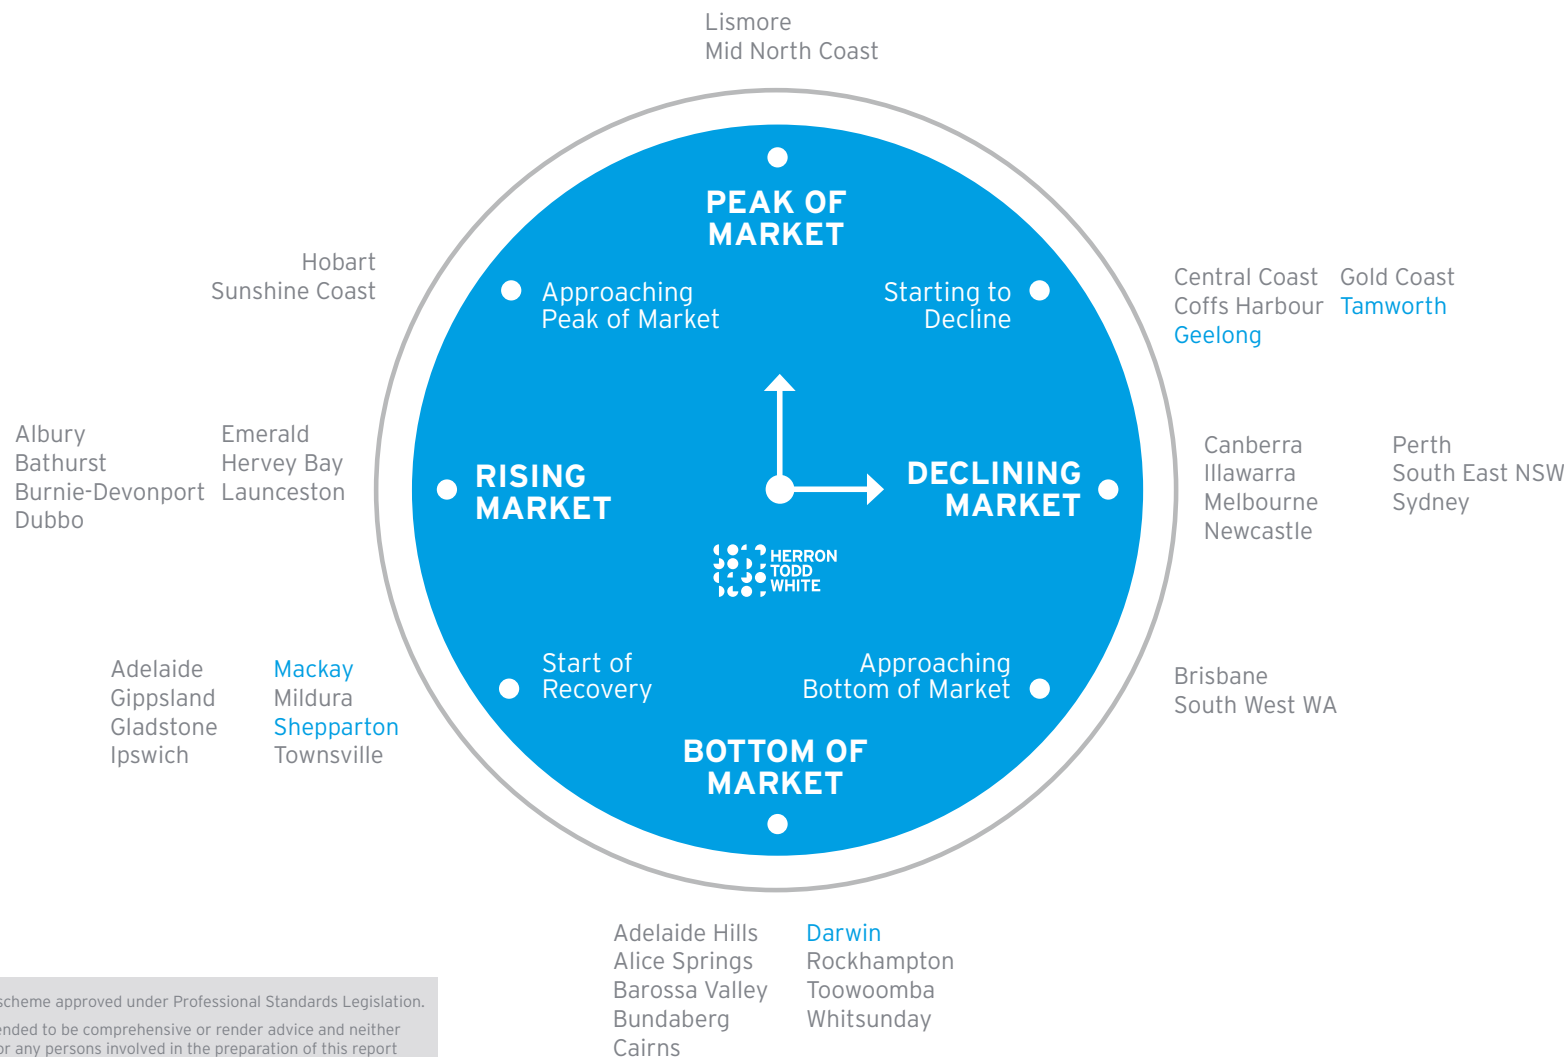 Lismore
Mid North Coast
PEAK OF
MARKET
Hobart
Sunshine Coast
Approaching
Peak of Market
Starting to
Decline
Central Coast Gold Coast
Coffs Harbour Tamworth
Geelong
Albury Emerald
Bathurst Hervey Bay
Burnie-Devonport Launceston
Dubbo
RISING
MARKET
DECLINING
MARKET
Canberra Perth
Illawarra South East NSW
Melbourne Sydney
Newcastle
HERRON
TODD
WHITE
Adelaide Mackay
Gippsland Mildura
Gladstone Shepparton
Ipswich Townsville
Start of
Recovery
Approaching
Bottom of Market
Brisbane
South West WA
BOTTOM OF
MARKET
Adelaide Hills Darwin
Alice Springs Rockhampton
Barossa Valley Toowoomba
Bundaberg Whitsunday
Cairns
scheme approved under Professional Standards Legislation.
ended to be comprehensive or render advice and neither
or any persons involved in the preparation of this report